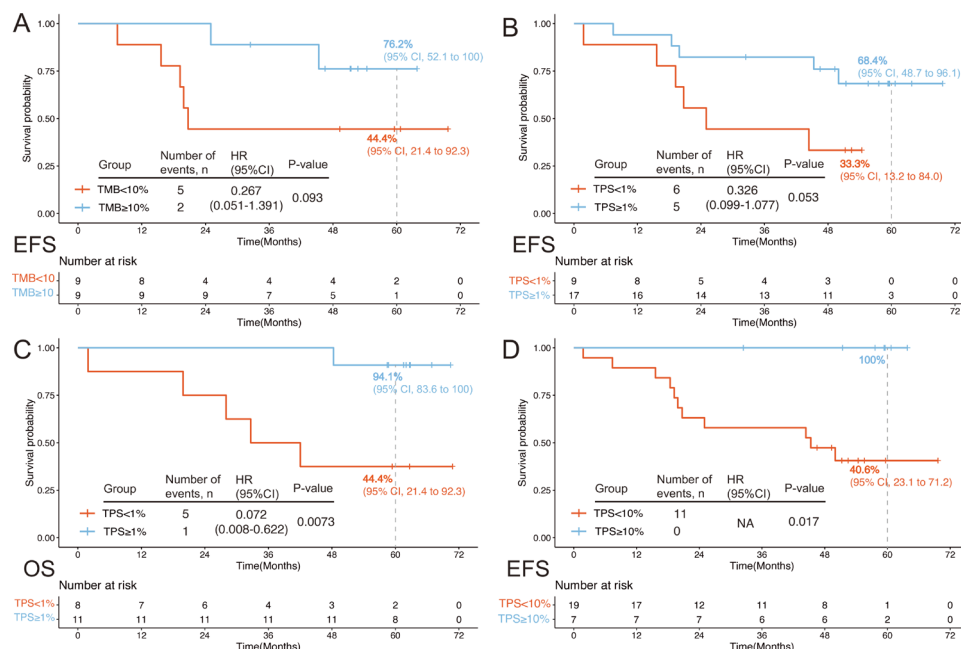 A
Survival probability
1.00
0.75
0.50
0.25
0.00
76.2%
(95% CI, 52.1 to 100)
44.4%
(95% CI, 21.4 to 92.3)
Group Number of events, n HR (95%CI) P-value
TMB<10% 5 0.267 (0.051-1.391) 0.093
TMB≥10% 2
0 12 24 36 48 60 72
Time(Months)
EFS
Number at risk
TMB<10 9 8 4 4 4 2 0
TMB≥10 9 9 9 7 5 1 0
0 12 24 36 48 60 72
Time(Months)
B
Survival probability
1.00
0.75
0.50
0.25
0.00
68.4%
(95% CI, 48.7 to 96.1)
33.3%
(95% CI, 13.2 to 84.0)
Group Number of events, n HR (95%CI) P-value
TPS<1% 6 0.326 (0.099-1.077) 0.053
TPS≥1% 5
0 12 24 36 48 60 72
Time(Months)
EFS
Number at risk
TPS<1% 9 8 5 4 3 0 0
TPS≥1% 17 16 14 13 11 3 0
0 12 24 36 48 60 72
Time(Months)
C
Survival probability
1.00
0.75
0.50
0.25
0.00
94.1%
(95% CI, 83.6 to 100)
44.4%
(95% CI, 21.4 to 92.3)
Group Number of events, n HR (95%CI) P-value
TPS<1% 5 0.072 (0.008-0.622) 0.0073
TPS≥1% 1
0 12 24 36 48 60 72
Time(Months)
OS
Number at risk
TPS<1% 8 7 6 4 3 2 0
TPS≥1% 11 11 11 11 11 8 0
0 12 24 36 48 60 72
Time(Months)
D
Survival probability
1.00
0.75
0.50
0.25
0.00
100%
40.6%
(95% CI, 23.1 to 71.2)
Group Number of events, n HR (95%CI) P-value
TPS<10% 11 NA 0.017
TPS≥10% 0
0 12 24 36 48 60 72
Time(Months)
EFS
Number at risk
TPS<10% 19 17 12 11 8 1 0
TPS≥10% 7 7 7 6 6 2 0
0 12 24 36 48 60 72
Time(Months)